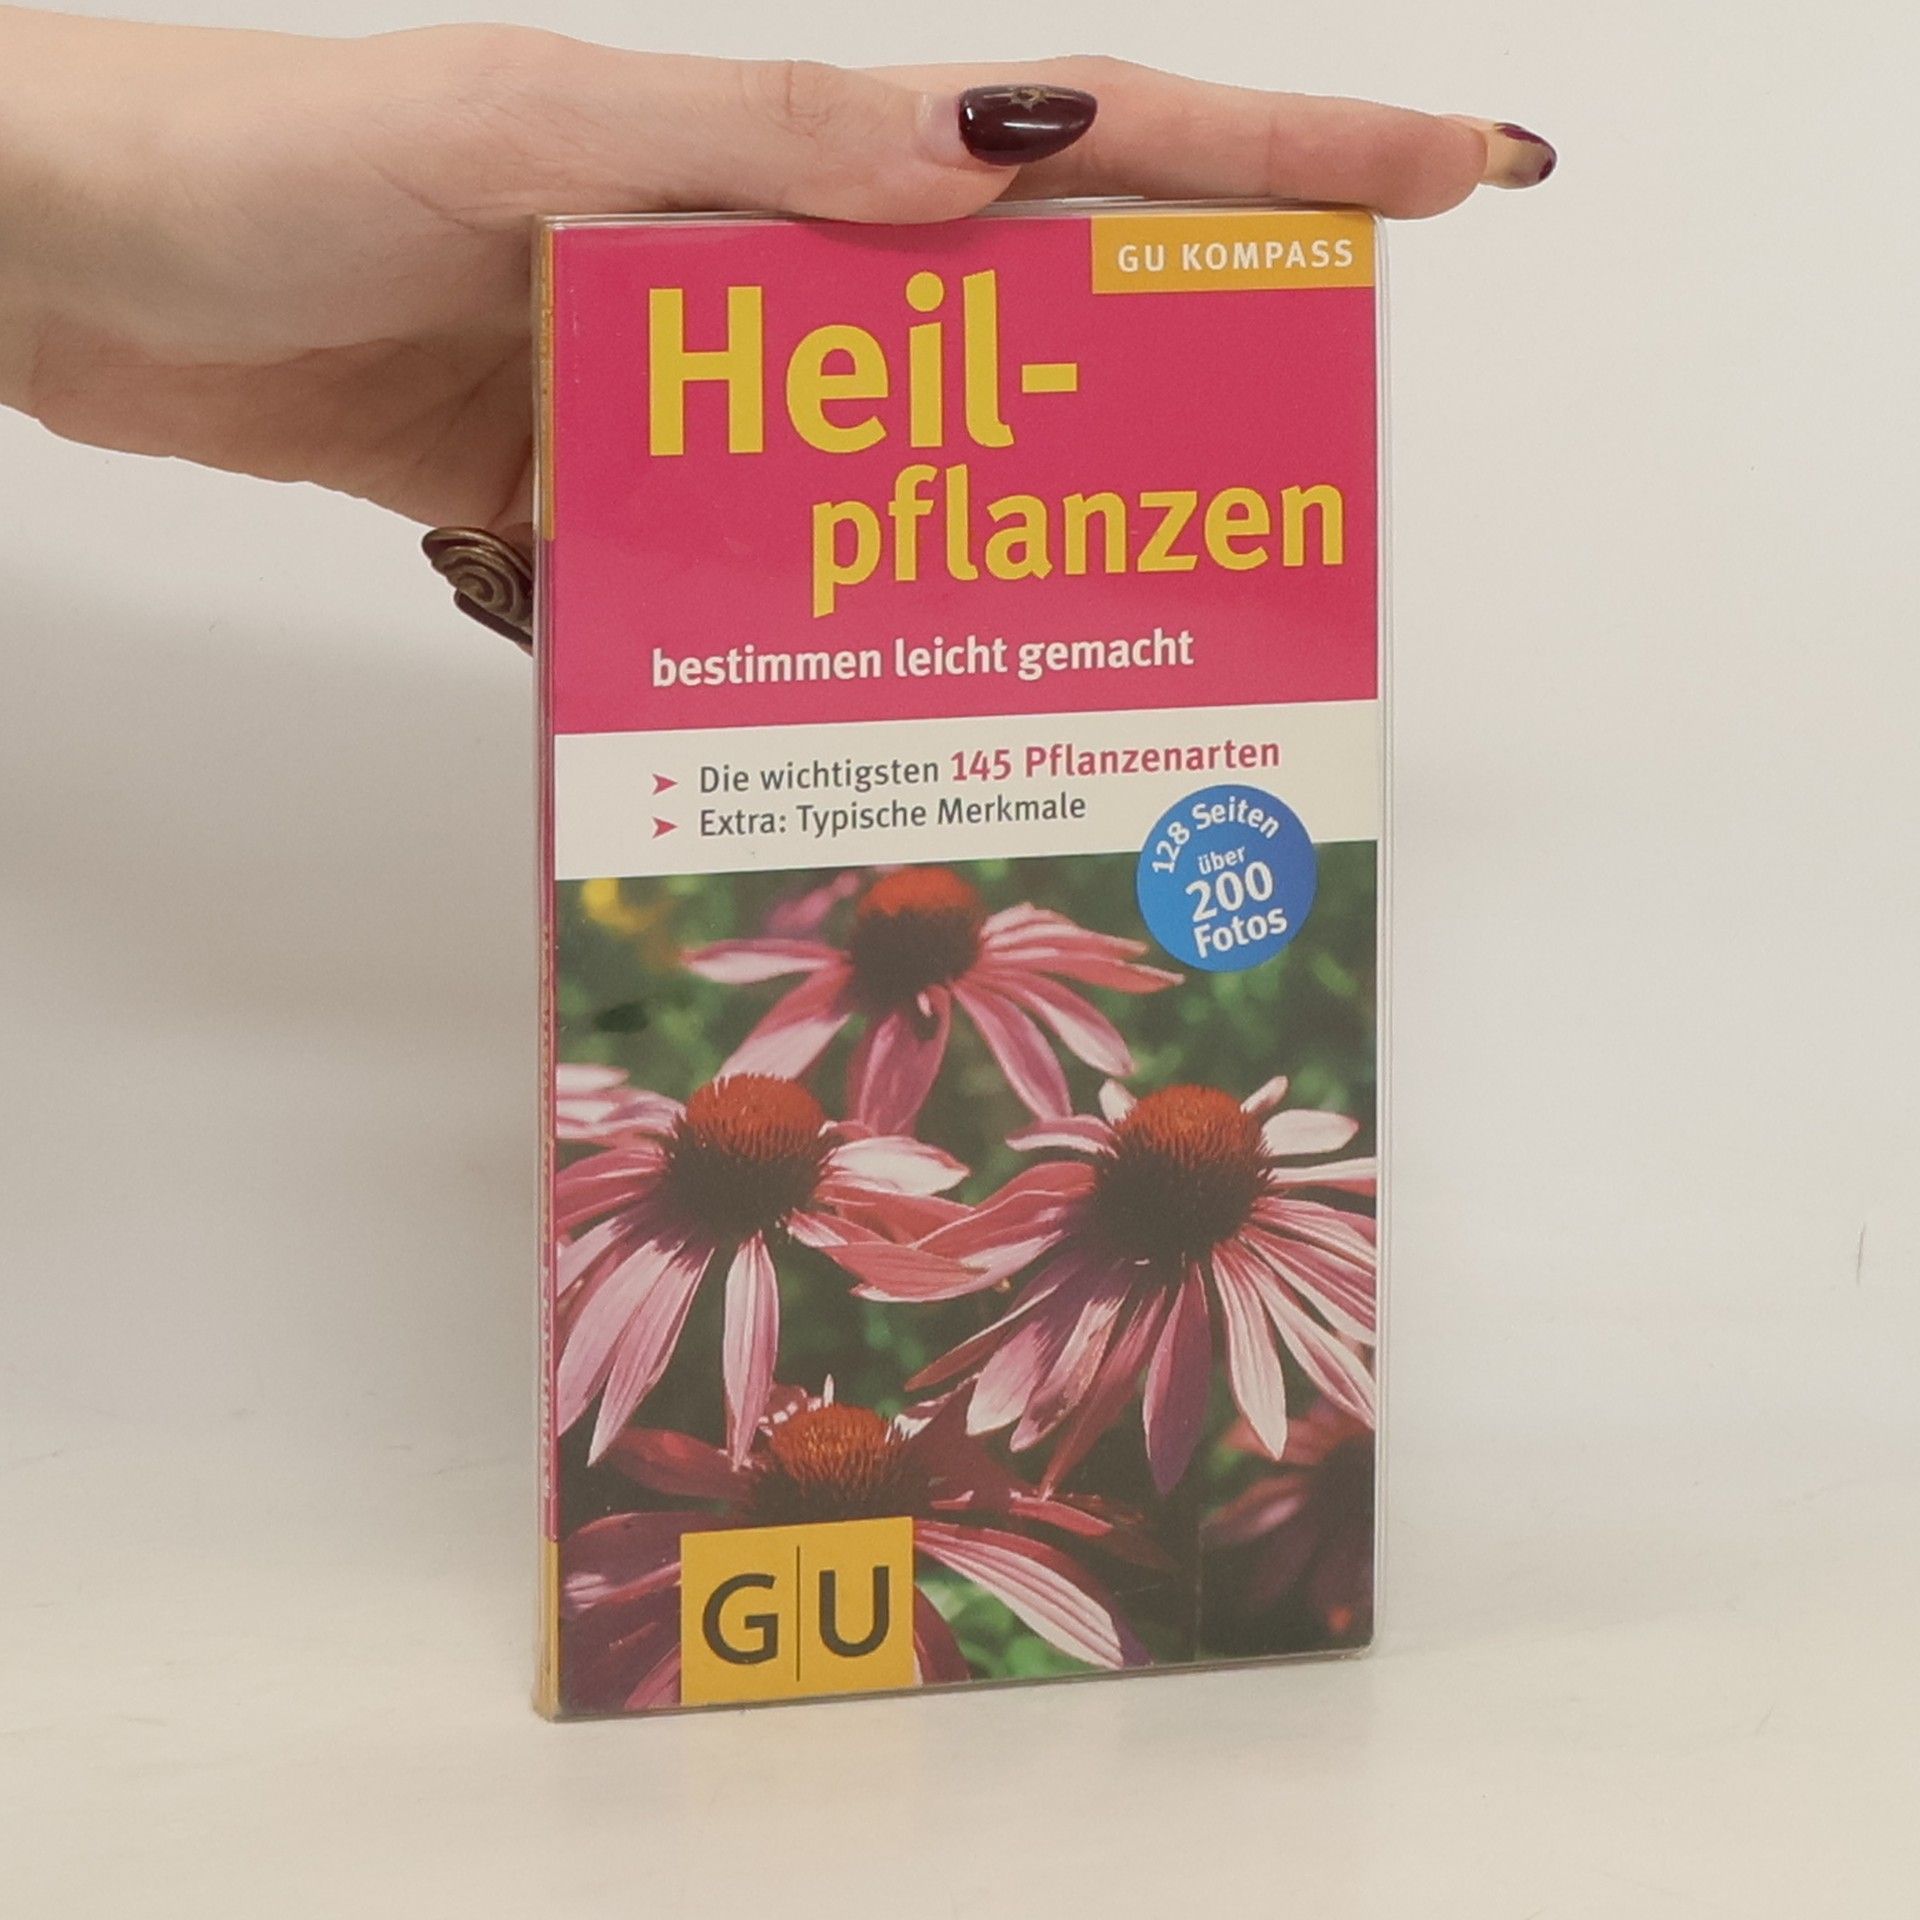 GU KOMPASS
Heil-
pflanzen
bestimmen leicht gemacht
➤ Die wichtigsten 145 Pflanzenarten
➤ Extra: Typische Merkmale
128 Seiten
über
200
Fotos
G|U